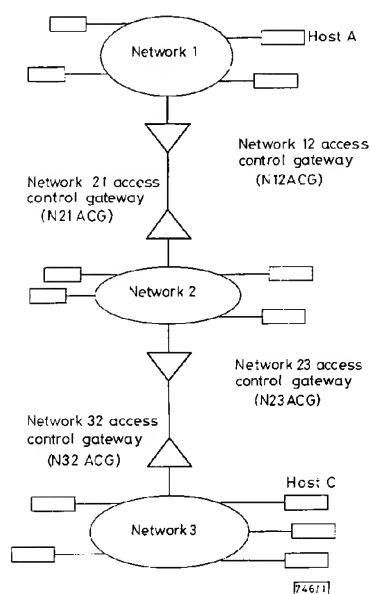 Host A
Network 1
Network 12 access
control gateway
(N12ACG)
Network 21 access
control gateway
(N21 ACG)
Network 2
Network 23 access
control gateway
(N23ACG)
Network 32 access
control gateway
(N32 ACG)
Host C
Network 3
746/1